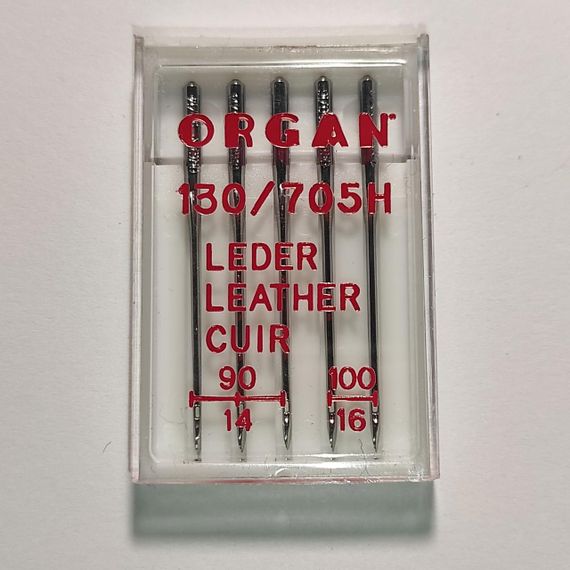 ORGAN®
130/705H
LEDER
LEATHER
CUIR
90 100
14 16